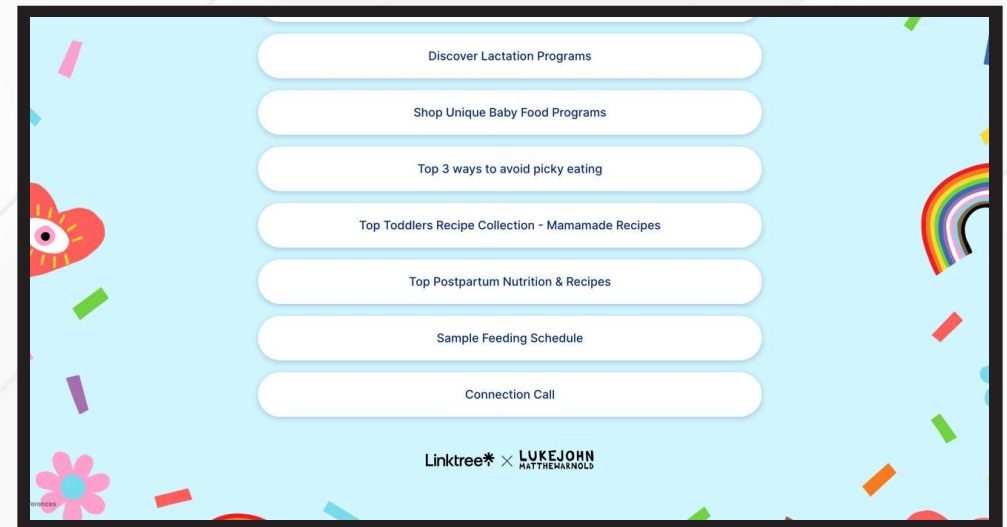 Discover Lactation Programs
Shop Unique Baby Food Programs
Top 3 ways to avoid picky eating
Top Toddlers Recipe Collection - Mamamade Recipes
Top Postpartum Nutrition & Recipes
Sample Feeding Schedule
Connection Call
Linktree* × LUKEJOHN
MATTHEWARNOLD